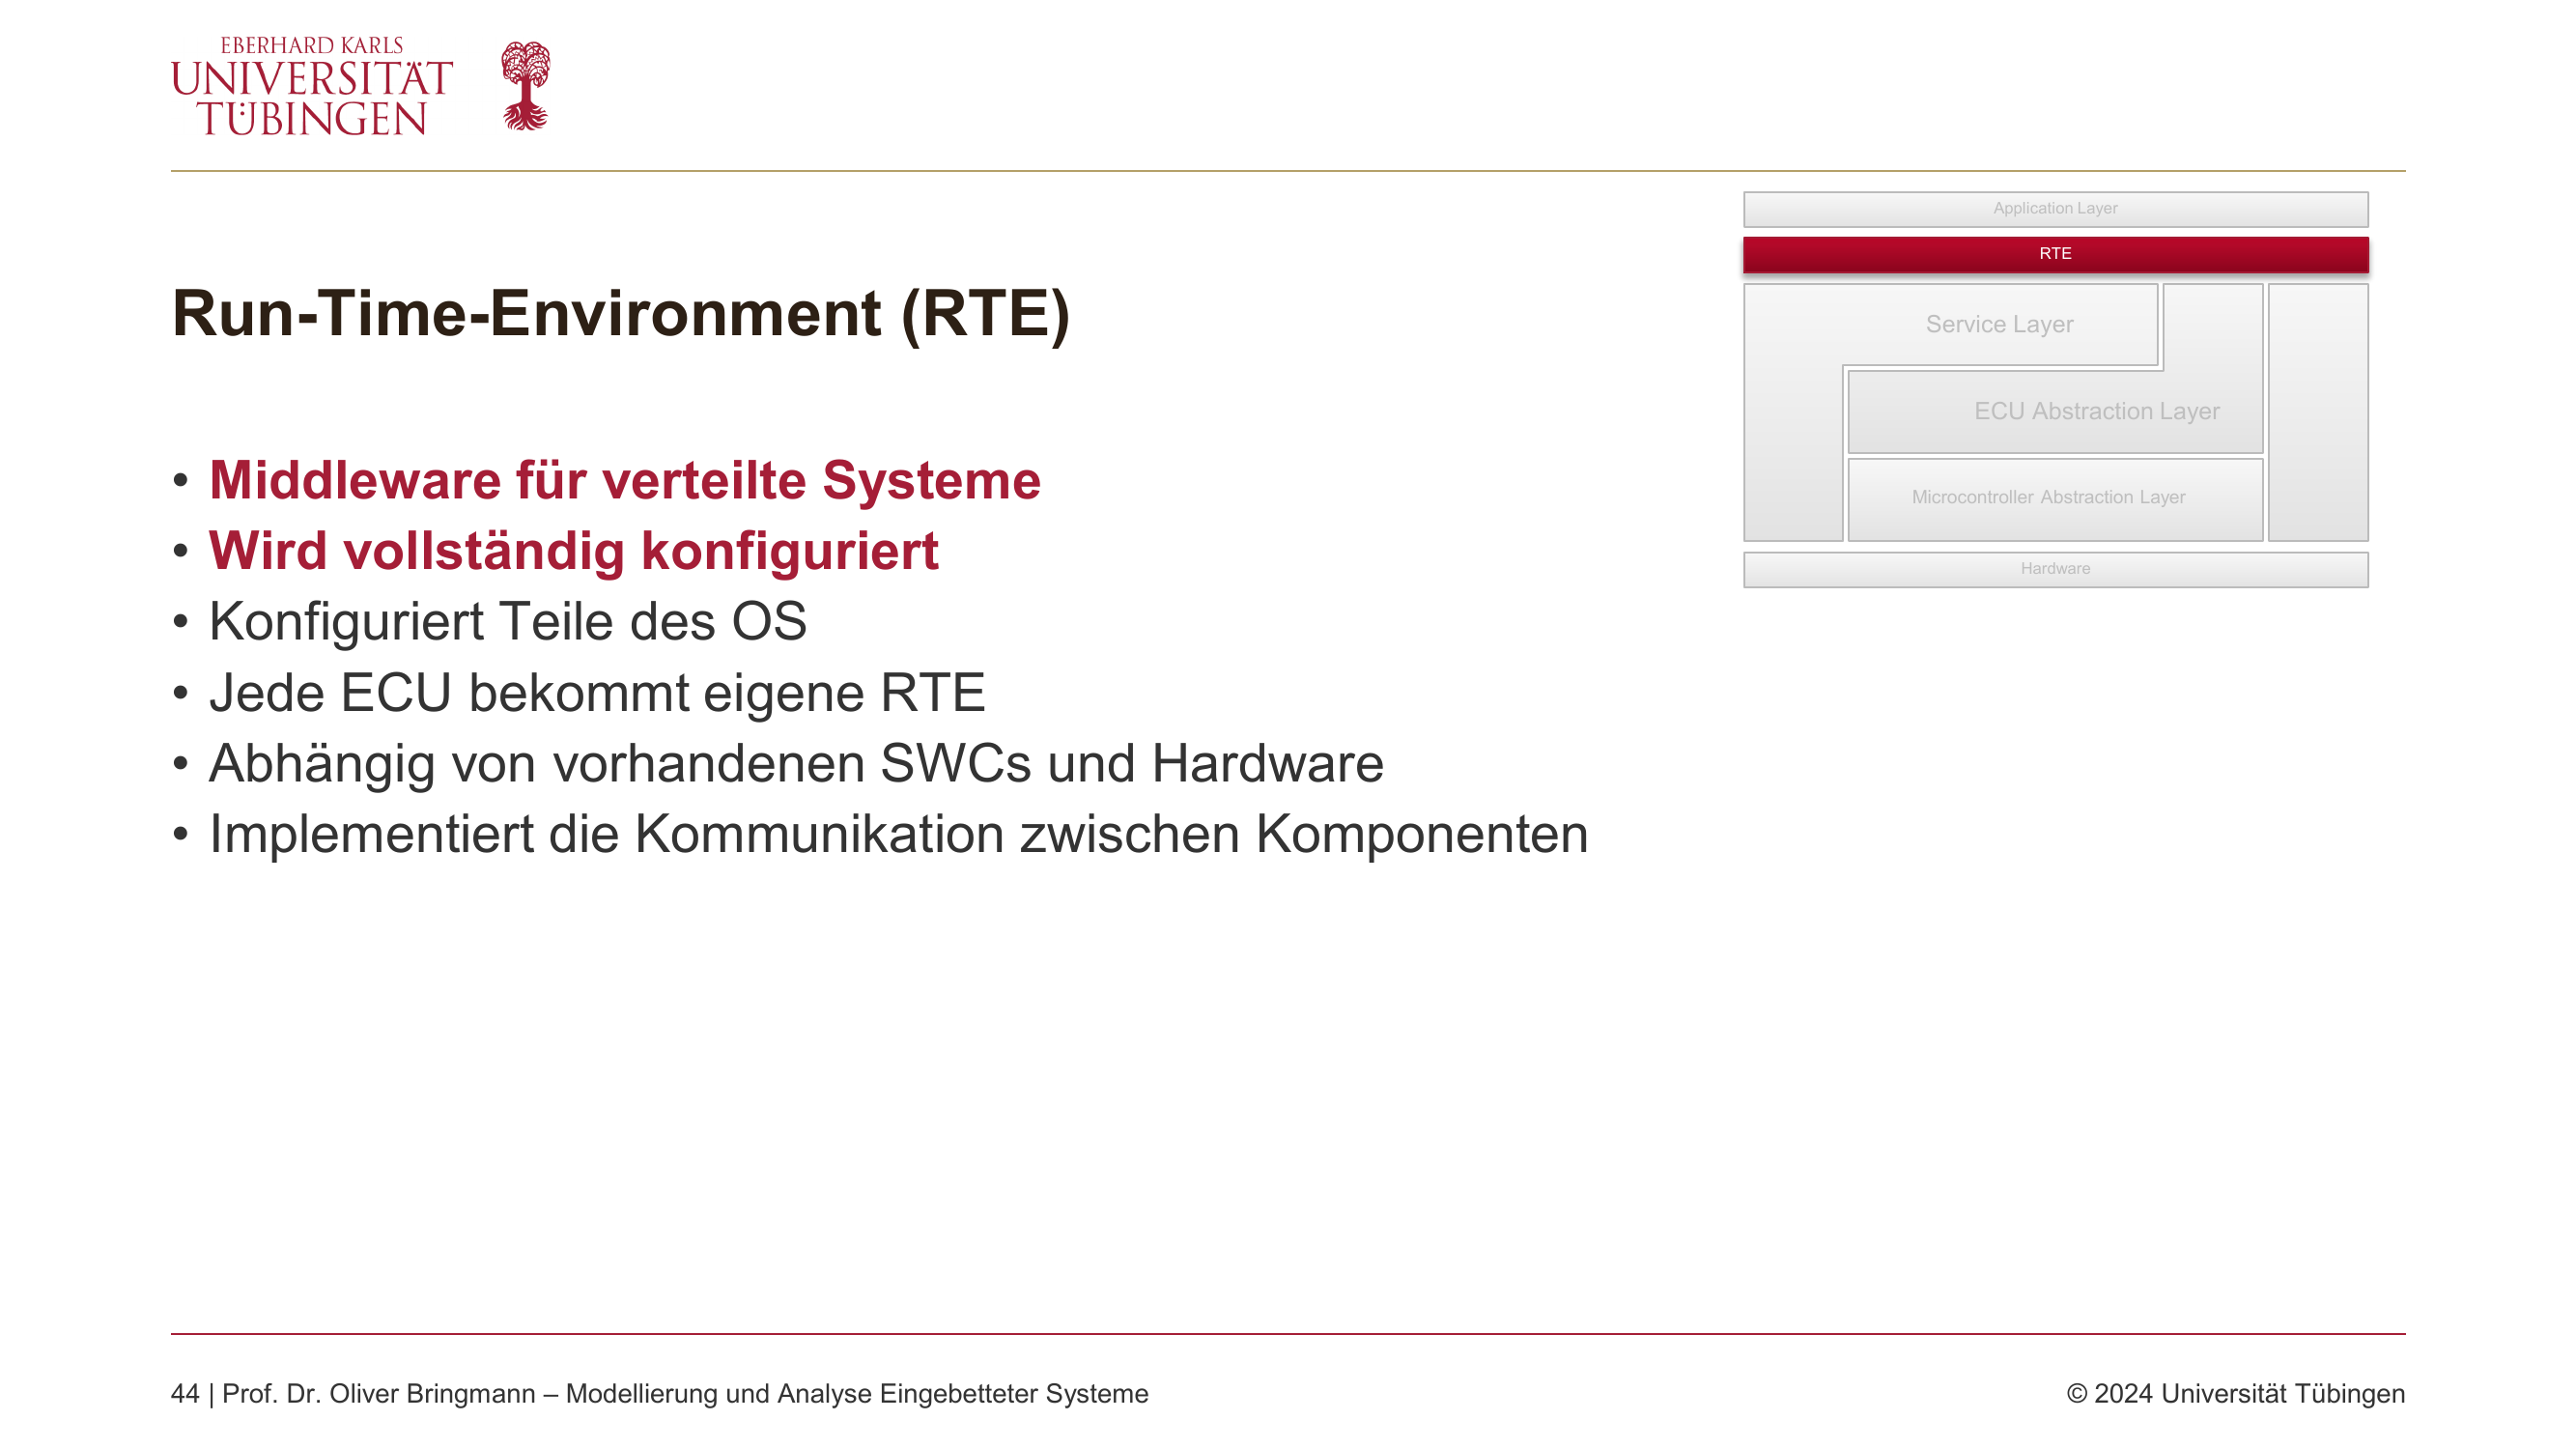 EBERHARD KARLS
UNIVERSITÄT
TÜBINGEN
Application Layer
RTE
Service Layer
ECU Abstraction Layer
Microcontroller Abstraction Layer
Hardware
Run-Time-Environment (RTE)
• Middleware für verteilte Systeme
• Wird vollständig konfiguriert
• Konfiguriert Teile des OS
• Jede ECU bekommt eigene RTE
• Abhängig von vorhandenen SWCs und Hardware
• Implementiert die Kommunikation zwischen Komponenten
44 | Prof. Dr. Oliver Bringmann – Modellierung und Analyse Eingebetteter Systeme
© 2024 Universität Tübingen